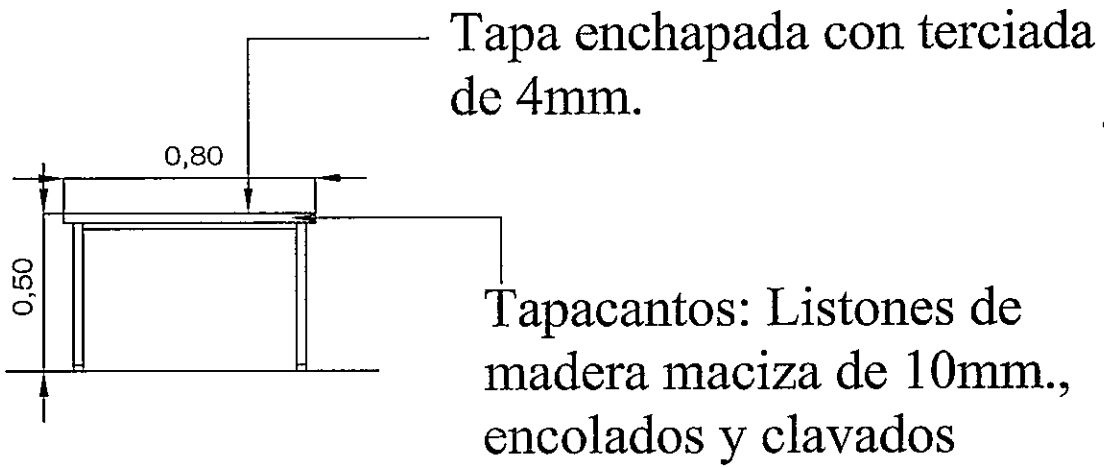 Tapa enchapada con terciada
de 4mm.
0,80
0,50
Tapacantos: Listones de
madera maciza de 10mm.,
encolados y clavados